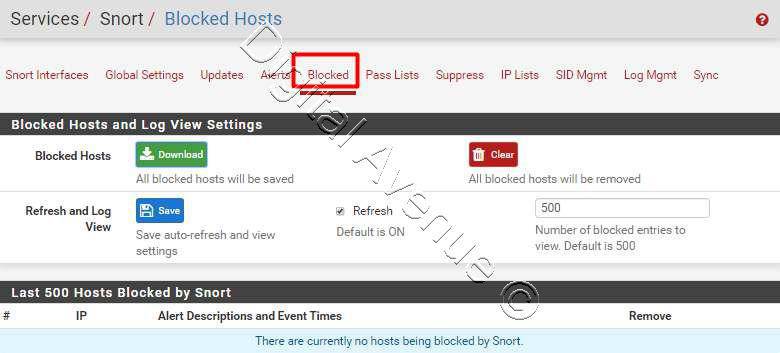 Services / Snort / Blocked Hosts
Snort Interfaces Global Settings Updates Alerts Blocked Pass Lists Suppress IP Lists SID Mgmt Log Mgmt Sync
Blocked Hosts and Log View Settings
Blocked Hosts Download Clear
All blocked hosts will be saved All blocked hosts will be removed
Refresh and Log View Save Refresh 500
Save auto-refresh and view settings Default is ON Number of blocked entries to view. Default is 500
Last 500 Hosts Blocked by Snort
# IP Alert Descriptions and Event Times Remove
There are currently no hosts being blocked by Snort.
Digital Avenue ©